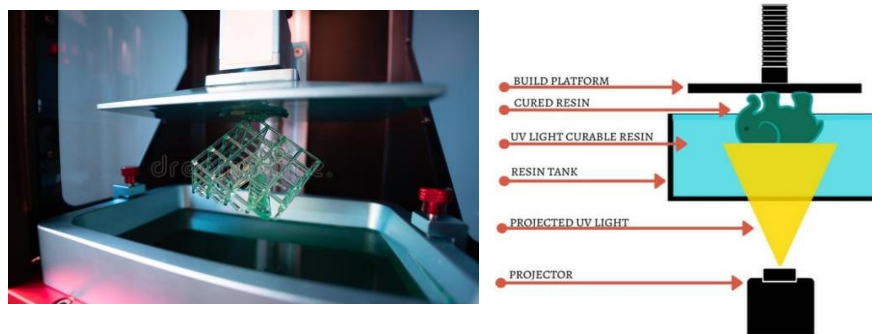 BUILD PLATFORM
CURED RESIN
UV LIGHT CURABLE RESIN
RESIN TANK
PROJECTED UV LIGHT
PROJECTOR